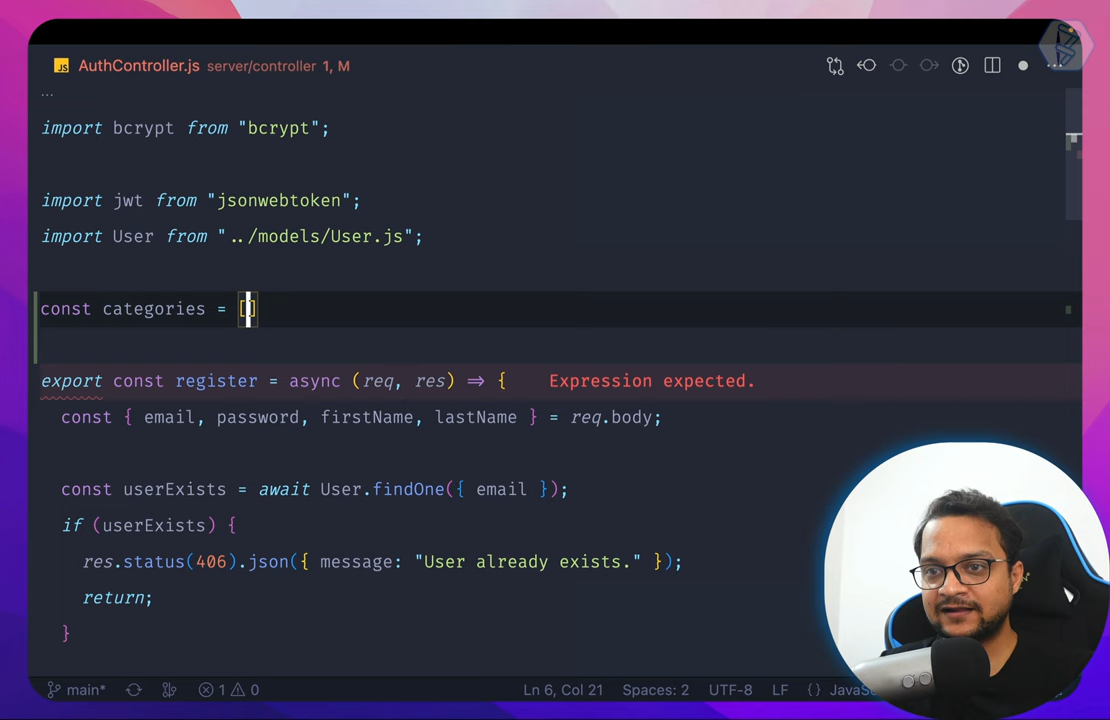 JS AuthController.js server/controller 1, M
...
import bcrypt from "bcrypt";
import jwt from "jsonwebtoken";
import User from "../models/User.js";
const categories = []
export const register = async (req, res) => { Expression expected.
const { email, password, firstName, lastName } = req.body;
const userExists = await User.findOne({ email });
if (userExists) {
res.status(406).json({ message: "User already exists." });
return;
}
main* 1 0 Ln 6, Col 21 Spaces: 2 UTF-8 LF {}